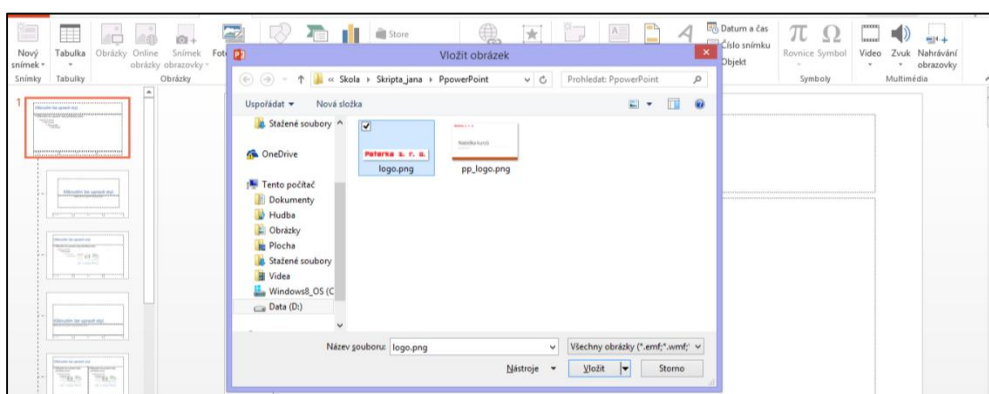 Store
Datum a čas
Číslo snímku
Objekt
Nový snímek
Tabulka
Obrázky
Online obrázky
Snímek obrazovky
Fot
Rovnice
Symbol
Video
Zvuk
Nahrávání obrazovky
Snímky
Tabulky
Obrázky
Symboly
Multimédia
Vložit obrázek
« Skola ▸ Skripta_jana ▸ PpowerPoint
Prohledat: PpowerPoint
Uspořádat
Nová složka
Stažené soubory
OneDrive
Tento počítač
Dokumenty
Hudba
Obrázky
Plocha
Stažené soubory
Videa
Windows8_OS (C
Data (D:)
Peterka s. r. o.
logo.png
pp_logo.png
Název souboru:
logo.png
Všechny obrázky (*.emf;*.wmf;*
Nástroje
Vložit
Storno
1